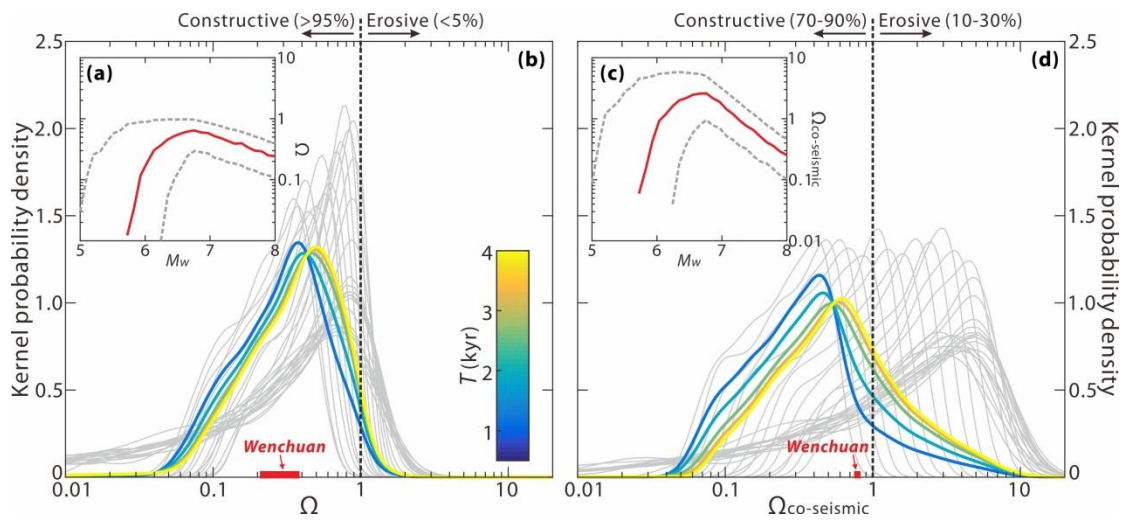 Constructive (>95%) Erosive (<5%)
Constructive (70-90%) Erosive (10-30%)
2.5
2.0
1.5
1.0
0.5
0
Kernel probability density
(a)
10
1
0.1
Ω
5 6 7 8
Mw
(b)
4
3
2
1
T (kyr)
Wenchuan
0.01 0.1 1 10
Ω
(c)
10
1
0.1
0.01
Ωco-seismic
5 6 7 8
Mw
(d)
2.5
2.0
1.5
1.0
0.5
0
Kernel probability density
Wenchuan
0.01 0.1 1 10
Ωco-seismic